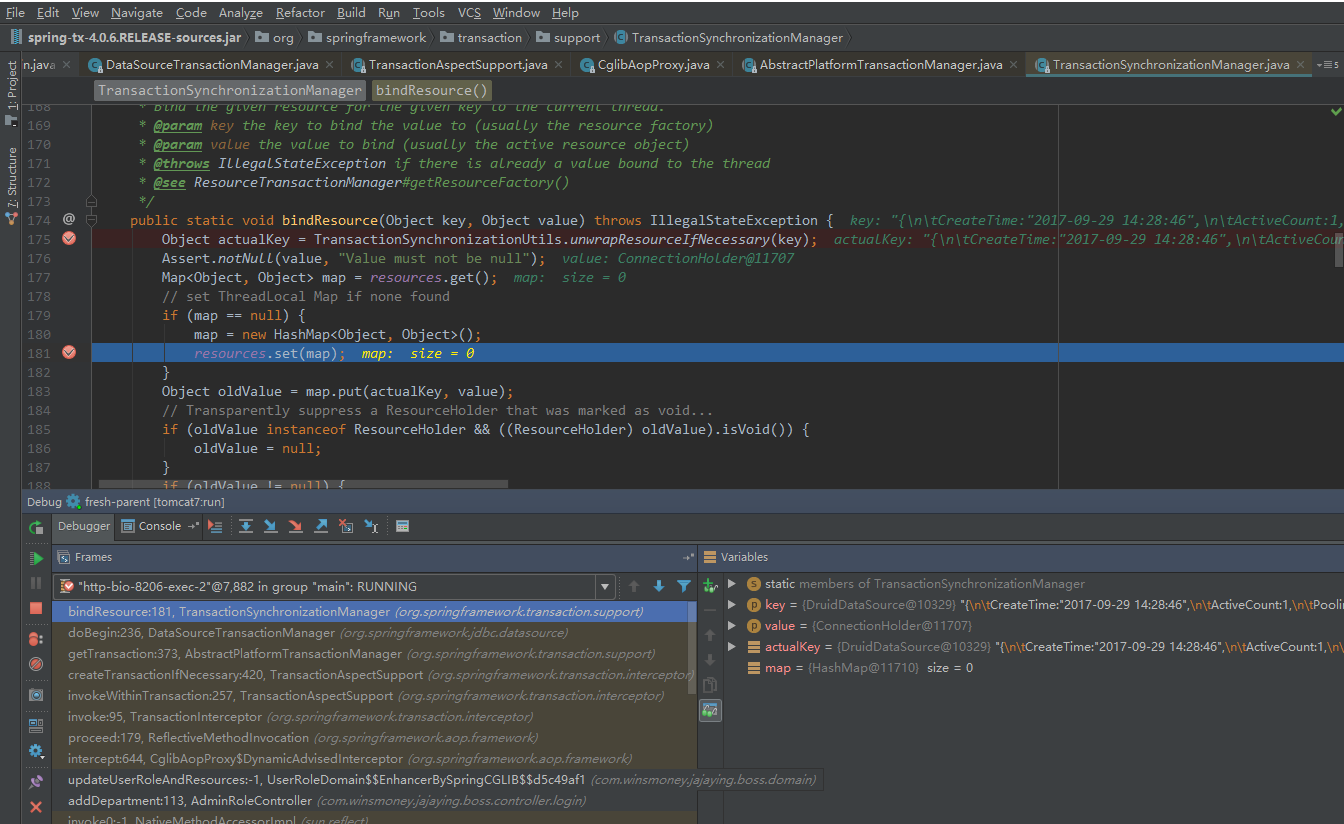 File Edit View Navigate Code Analyze Refactor Build Run Tools VCS Window Help
spring-tx-4.0.6.RELEASE-sources.jar org springframework transaction support TransactionSynchronizationManager
n.java DataSourceTransactionManager.java TransactionAspectSupport.java CglibAopProxy.java AbstractPlatformTransactionManager.java TransactionSynchronizationManager.java 5
1: Project
Z: Structure
TransactionSynchronizationManager bindResource()
168 * Bind the given resource for the given key to the current thread.
169 * @param key the key to bind the value to (usually the resource factory)
170 * @param value the value to bind (usually the active resource object)
171 * @throws IllegalStateException if there is already a value bound to the thread
172 * @see ResourceTransactionManager#getResourceFactory()
173 */
174 @ public static void bindResource(Object key, Object value) throws IllegalStateException { key: "{\n\tCreateTime:"2017-09-29 14:28:46",\n\tActiveCount:1,
175 Object actualKey = TransactionSynchronizationUtils.unwrapResourceIfNecessary(key); actualKey: "{\n\tCreateTime:"2017-09-29 14:28:46",\n\tActiveCount
176 Assert.notNull(value, "Value must not be null"); value: ConnectionHolder@11707
177 Map<Object, Object> map = resources.get(); map: size = 0
178 // set ThreadLocal Map if none found
179 if (map == null) {
180 map = new HashMap<Object, Object>();
181 resources.set(map); map: size = 0
182 }
183 Object oldValue = map.put(actualKey, value);
184 // Transparently suppress a ResourceHolder that was marked as void...
185 if (oldValue instanceof ResourceHolder && ((ResourceHolder) oldValue).isVoid()) {
186 oldValue = null;
187 }
188 if (oldValue != null) {
Debug fresh-parent [tomcat7:run]
Debugger Console
Frames
"http-bio-8206-exec-2"@7,882 in group "main": RUNNING
bindResource:181, TransactionSynchronizationManager (org.springframework.transaction.support)
doBegin:236, DataSourceTransactionManager (org.springframework.jdbc.datasource)
getTransaction:373, AbstractPlatformTransactionManager (org.springframework.transaction.support)
createTransactionIfNecessary:420, TransactionAspectSupport (org.springframework.transaction.interceptor)
invokeWithinTransaction:257, TransactionAspectSupport (org.springframework.transaction.interceptor)
invoke:95, TransactionInterceptor (org.springframework.transaction.interceptor)
proceed:179, ReflectiveMethodInvocation (org.springframework.aop.framework)
intercept:644, CglibAopProxy$DynamicAdvisedInterceptor (org.springframework.aop.framework)
updateUserRoleAndResources:-1, UserRoleDomain$$EnhancerBySpringCGLIB$$d5c49af1 (com.winsmoney.jajaying.boss.domain)
addDepartment:113, AdminRoleController (com.winsmoney.jajaying.boss.controller.login)
invoke0:-1, NativeMethodAccessorImpl (sun.reflect)
Variables
s static members of TransactionSynchronizationManager
p key = {DruidDataSource@10329} "{\n\tCreateTime:"2017-09-29 14:28:46",\n\tActiveCount:1,\n\tPoolin
p value = {ConnectionHolder@11707}
actualKey = {DruidDataSource@10329} "{\n\tCreateTime:"2017-09-29 14:28:46",\n\tActiveCount:1,\n\t
map = {HashMap@11710} size = 0